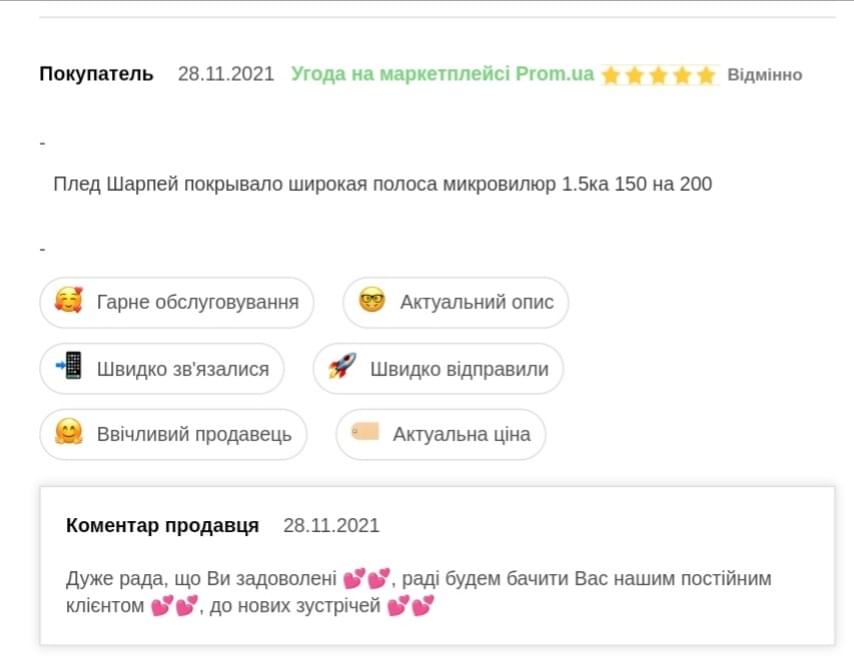 Покупатель 28.11.2021 Угода на маркетплейсі Prom.ua ⭐⭐⭐⭐⭐ Відмінно
-
Плед Шарпей покрывало широкая полоса микровилюр 1.5ка 150 на 200
-
🥰 Гарне обслуговування 🤓 Актуальний опис
📲 Швидко зв'язалися 🚀 Швидко відправили
🤗 Ввічливий продавець 🏷️ Актуальна ціна
Коментар продавця 28.11.2021
Дуже рада, що Ви задоволені 💕💕, раді будем бачити Вас нашим постійним
клієнтом 💕💕, до нових зустрічей 💕💕